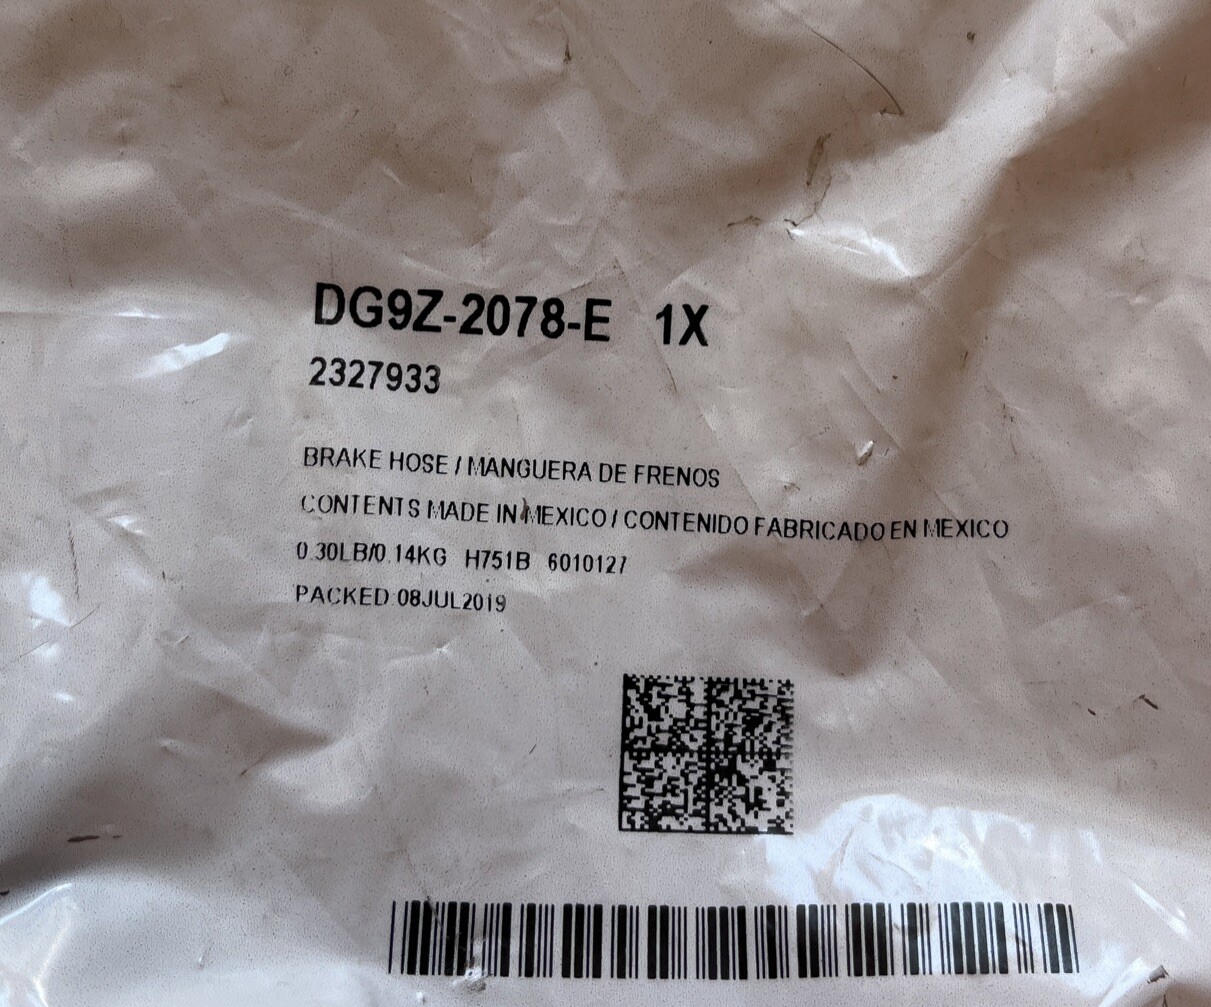 DG9Z-2078-E 1X
2327933
BRAKE HOSE / MANGUERA DE FRENOS
CONTENTS MADE IN MEXICO / CONTENIDO FABRICADO EN MEXICO
0.30LB/0.14KG H751B 6010127
PACKED:08JUL2019